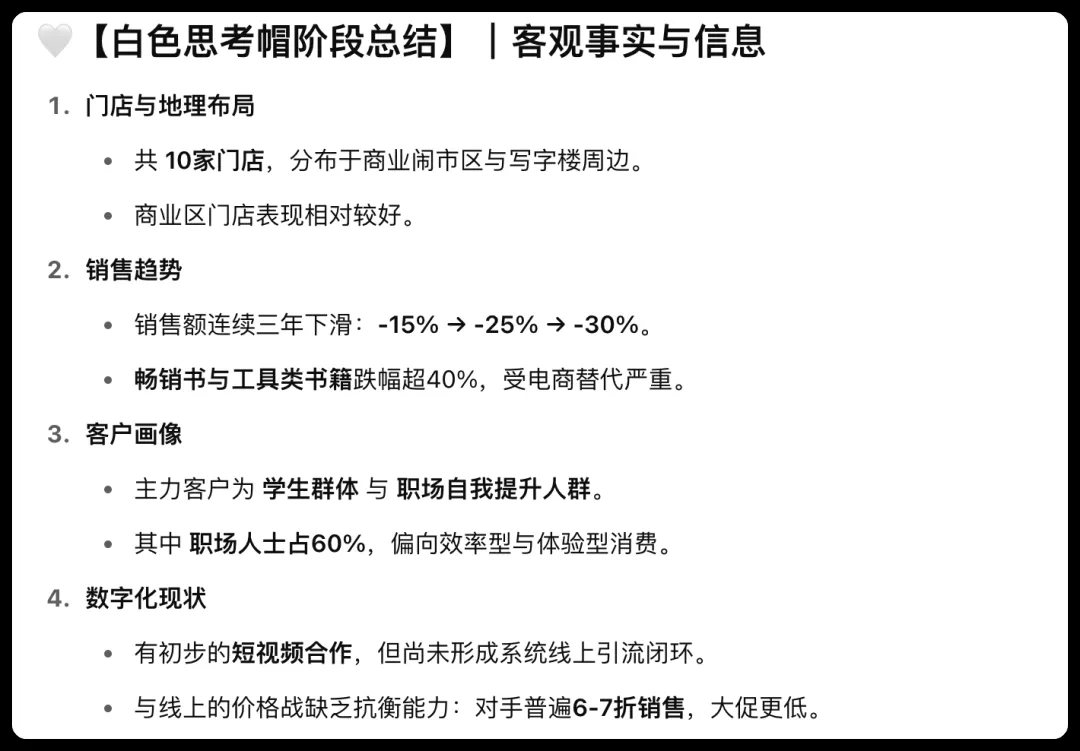 🤍【白色思考帽阶段总结】｜客观事实与信息
1. 门店与地理布局
• 共 10家门店，分布于商业闹市区与写字楼周边。
• 商业区门店表现相对较好。
2. 销售趋势
• 销售额连续三年下滑：-15% → -25% → -30%。
• 畅销书与工具类书籍跌幅超40%，受电商替代严重。
3. 客户画像
• 主力客户为 学生群体 与 职场自我提升人群。
• 其中 职场人士占60%，偏向效率型与体验型消费。
4. 数字化现状
• 有初步的短视频合作，但尚未形成系统线上引流闭环。
• 与线上的价格战缺乏抗衡能力：对手普遍6-7折销售，大促更低。